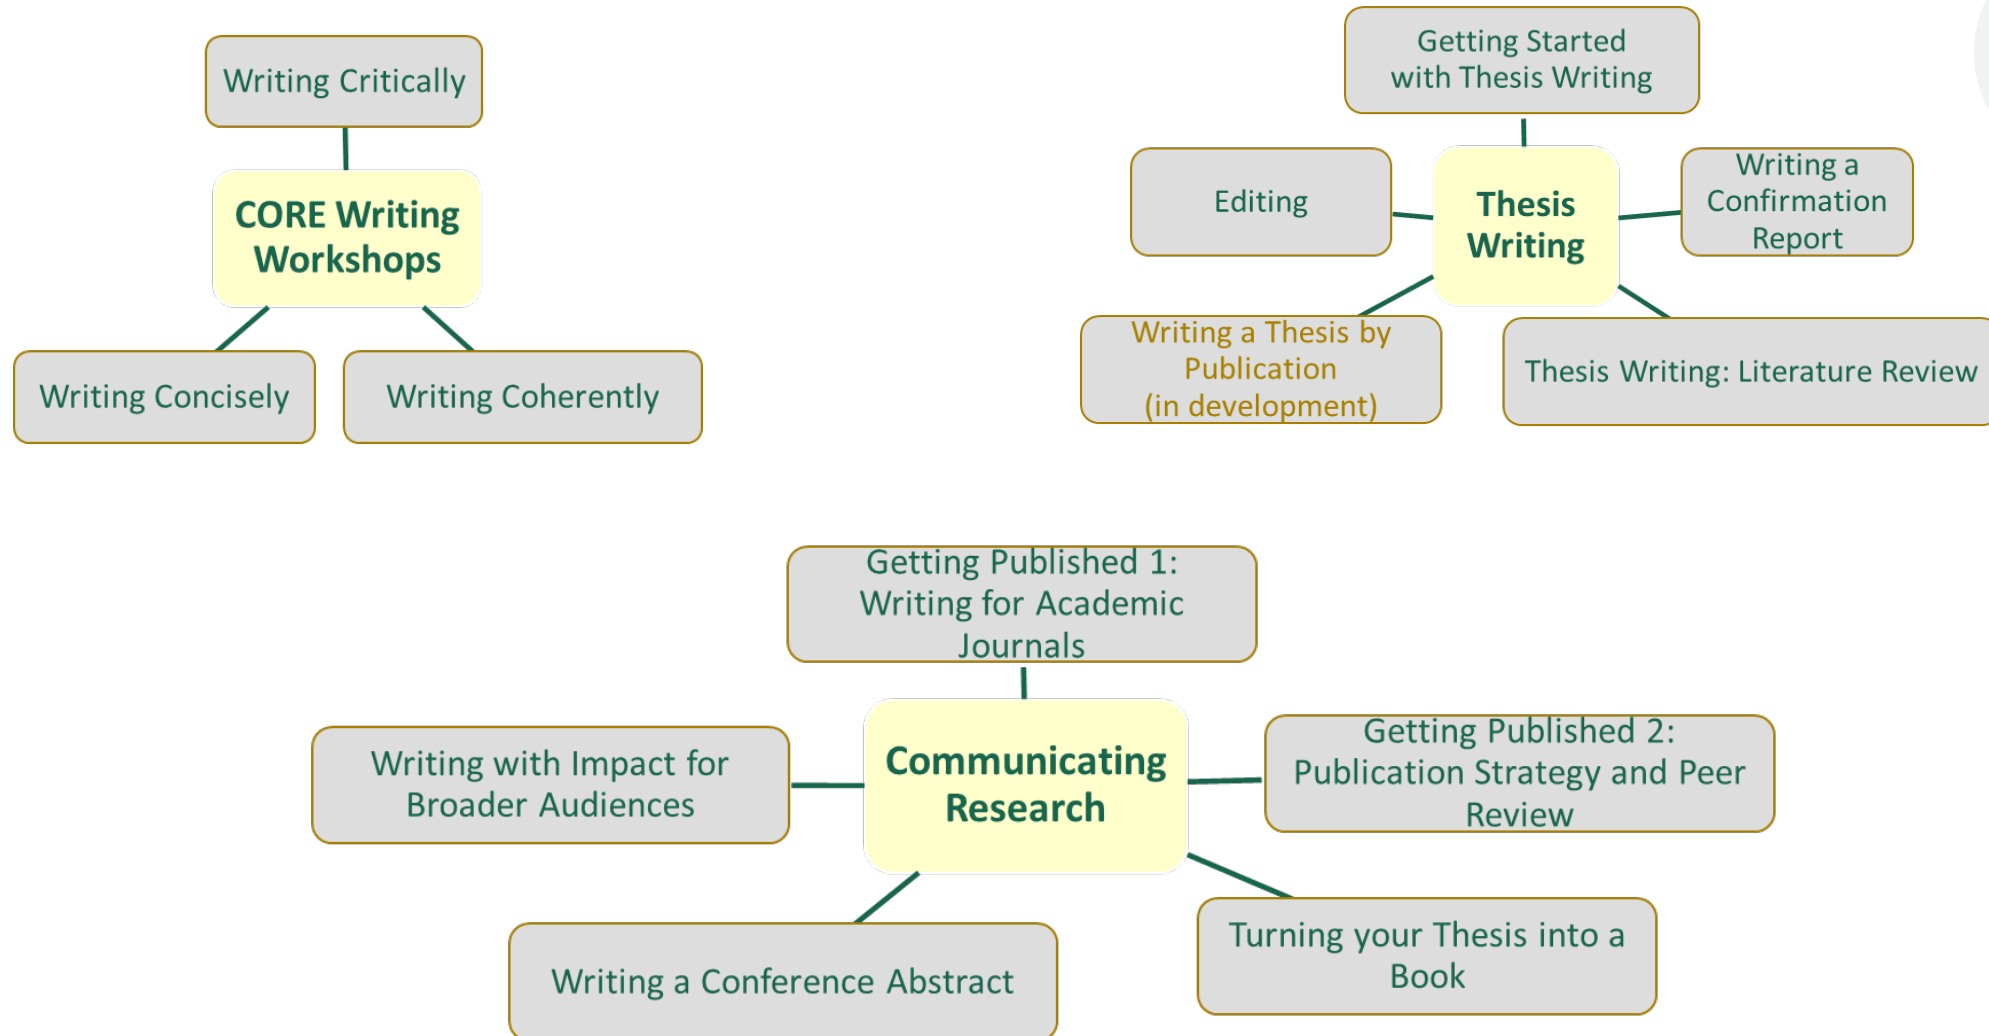 Writing Critically
CORE Writing
Workshops
Writing Concisely
Writing Coherently
Getting Started
with Thesis Writing
Editing
Thesis
Writing
Writing a
Confirmation
Report
Writing a Thesis by
Publication
(in development)
Thesis Writing: Literature Review
Getting Published 1:
Writing for Academic
Journals
Writing with Impact for
Broader Audiences
Communicating
Research
Getting Published 2:
Publication Strategy and Peer
Review
Writing a Conference Abstract
Turning your Thesis into a
Book